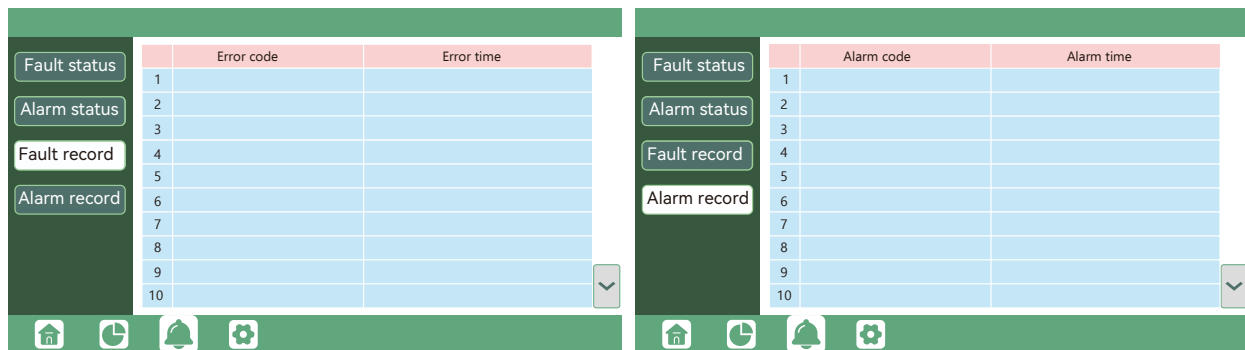 Fault status
Alarm status
Fault record
Alarm record
Error code Error time
1
2
3
4
5
6
7
8
9
10
Fault status
Alarm status
Fault record
Alarm record
Alarm code Alarm time
1
2
3
4
5
6
7
8
9
10